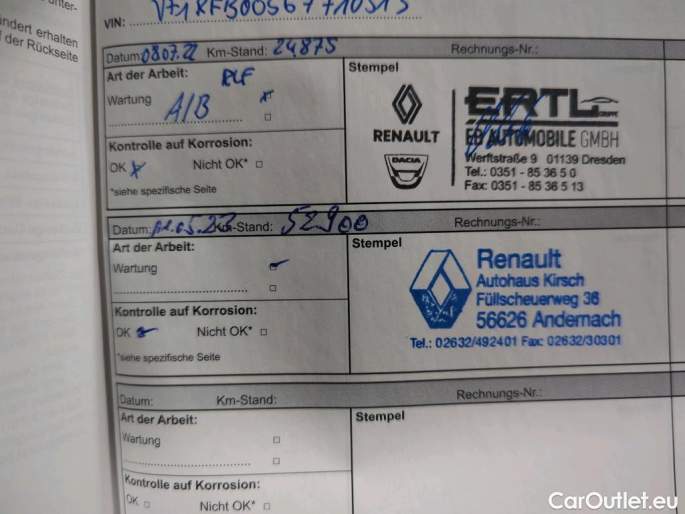 unter-
ändert erhalten
f der Rückseite
VIN:
Datum: 08.07.22 Km-Stand: 24875 Rechnungs-Nr.:
Art der Arbeit: Stempel
Wartung A/B x
Kontrolle auf Korrosion:
OK x Nicht OK*
*siehe spezifische Seite
RENAULT
DACIA
ERTL
AUTOMOBILE GMBH
Werftstraße 9 01139 Dresden
Tel.: 0351 - 85 36 5 0
Fax: 0351 - 85 36 5 13
Datum: Km-Stand: 52900 Rechnungs-Nr.:
Art der Arbeit: Stempel
Wartung
Kontrolle auf Korrosion:
OK Nicht OK*
*siehe spezifische Seite
Renault
Autohaus Kirsch
Füllscheuerweg 36
56626 Andernach
Tel.: 02632/492401 Fax: 02632/30301
Datum: Km-Stand: Rechnungs-Nr.:
Art der Arbeit: Stempel
Wartung
Kontrolle auf Korrosion:
OK Nicht OK*
CarOutlet.eu